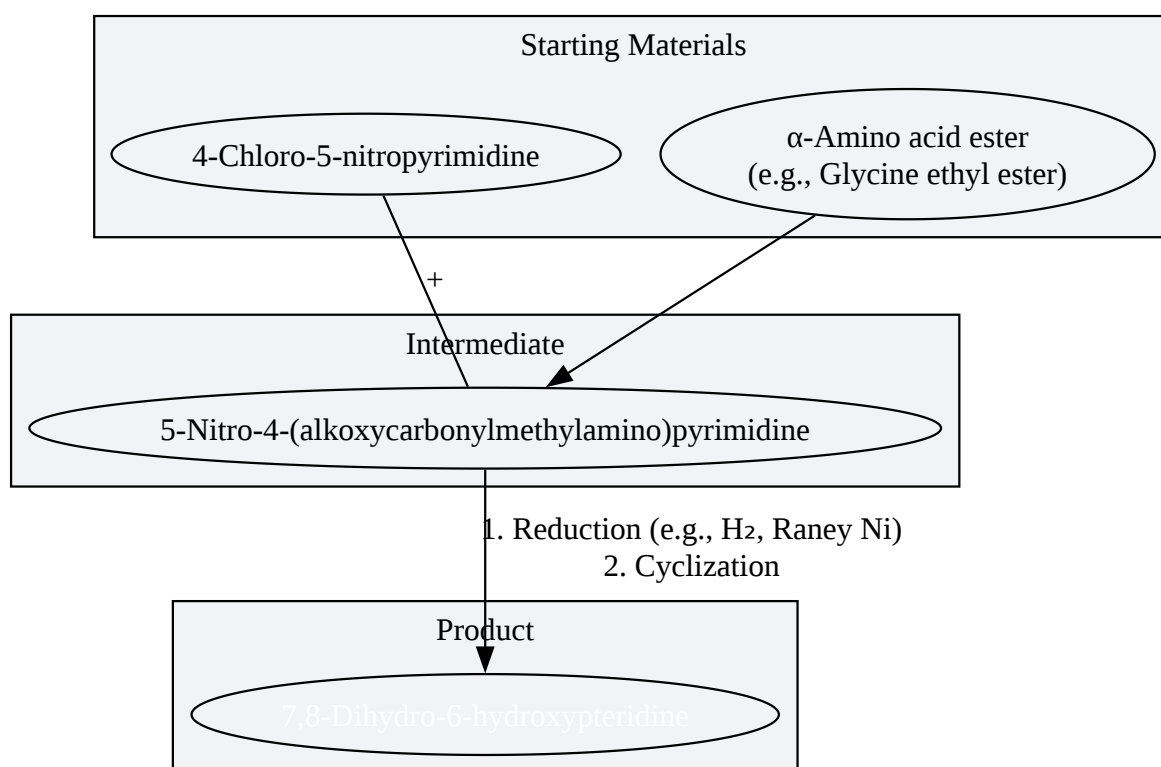 Starting Materials
4-Chloro-5-nitropyrimidine
α-Amino acid ester
(e.g., Glycine ethyl ester)
+
Intermediate
5-Nitro-4-(alkoxycarbonylmethylamino)pyrimidine
1. Reduction (e.g., H₂, Raney Ni)
2. Cyclization
Product
7,8-Dihydro-6-hydroxypteridine